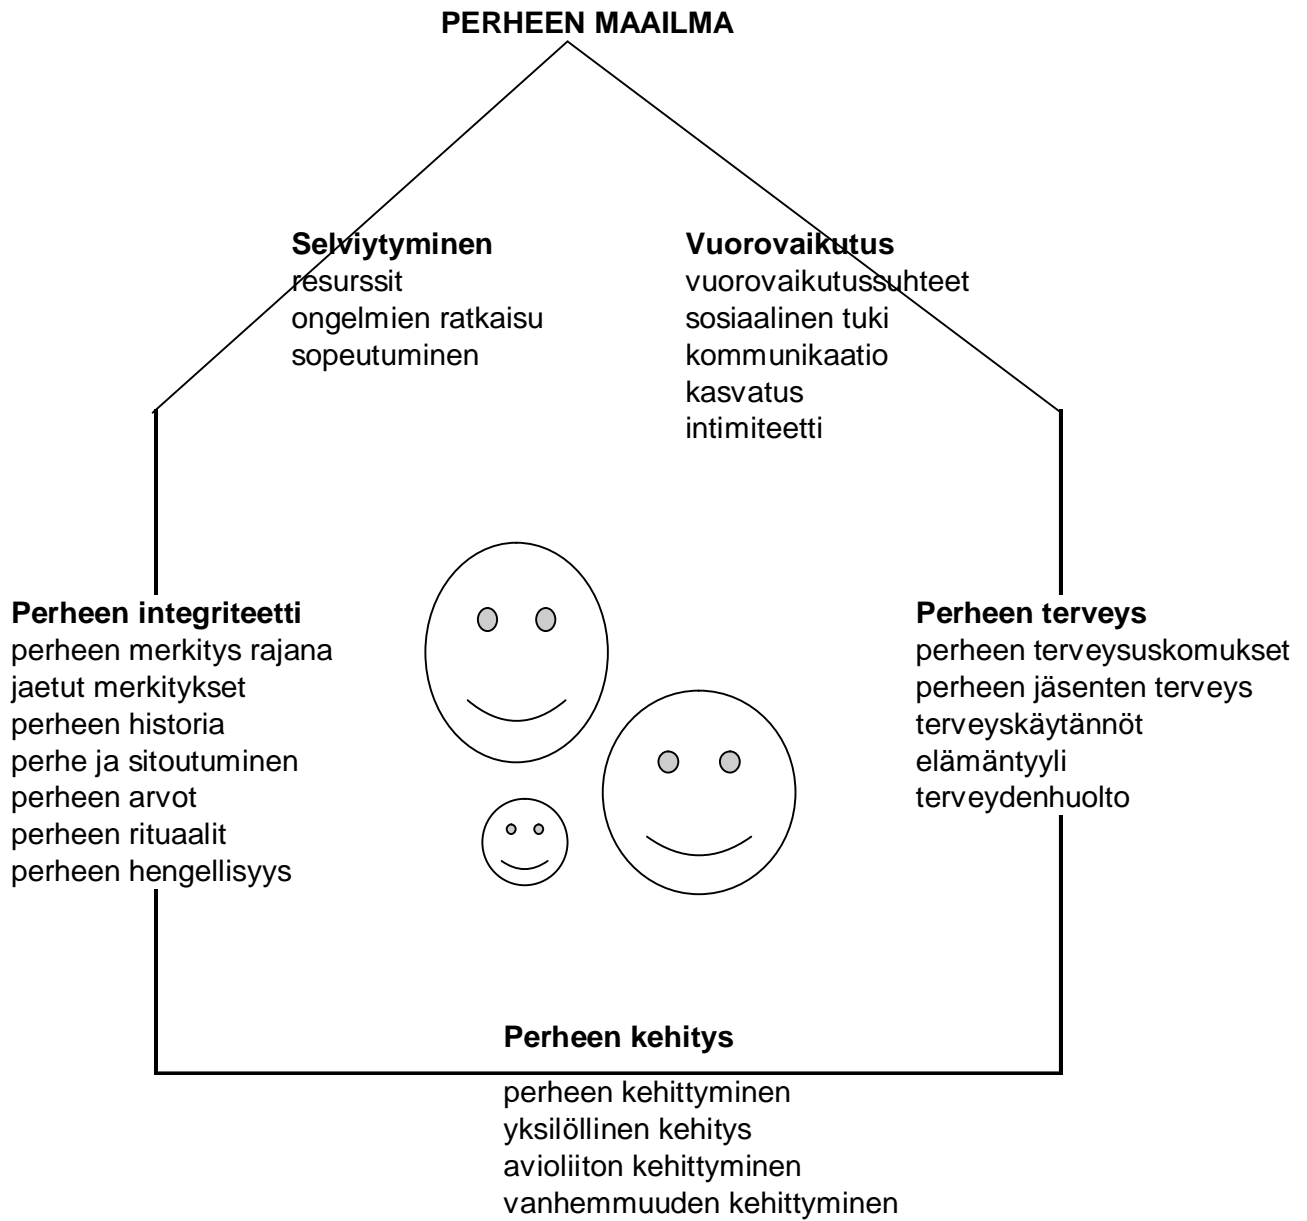 PERHEEN MAAILMA
Selviytyminen
resurssit
ongelmien ratkaisu
sopeutuminen
Vuorovaikutus
vuorovaikutussuhteet
sosiaalinen tuki
kommunikaatio
kasvatus
intimiteetti
Perheen integriteetti
perheen merkitys rajana
jaetut merkitykset
perheen historia
perhe ja sitoutuminen
perheen arvot
perheen rituaalit
perheen hengellisyys
Perheen terveys
perheen terveysuskomukset
perheen jäsenten terveys
terveyskäytännöt
elämäntyyli
terveydenhuolto
Perheen kehitys
perheen kehittyminen
yksilöllinen kehitys
avioliiton kehittyminen
vanhemmuuden kehittyminen